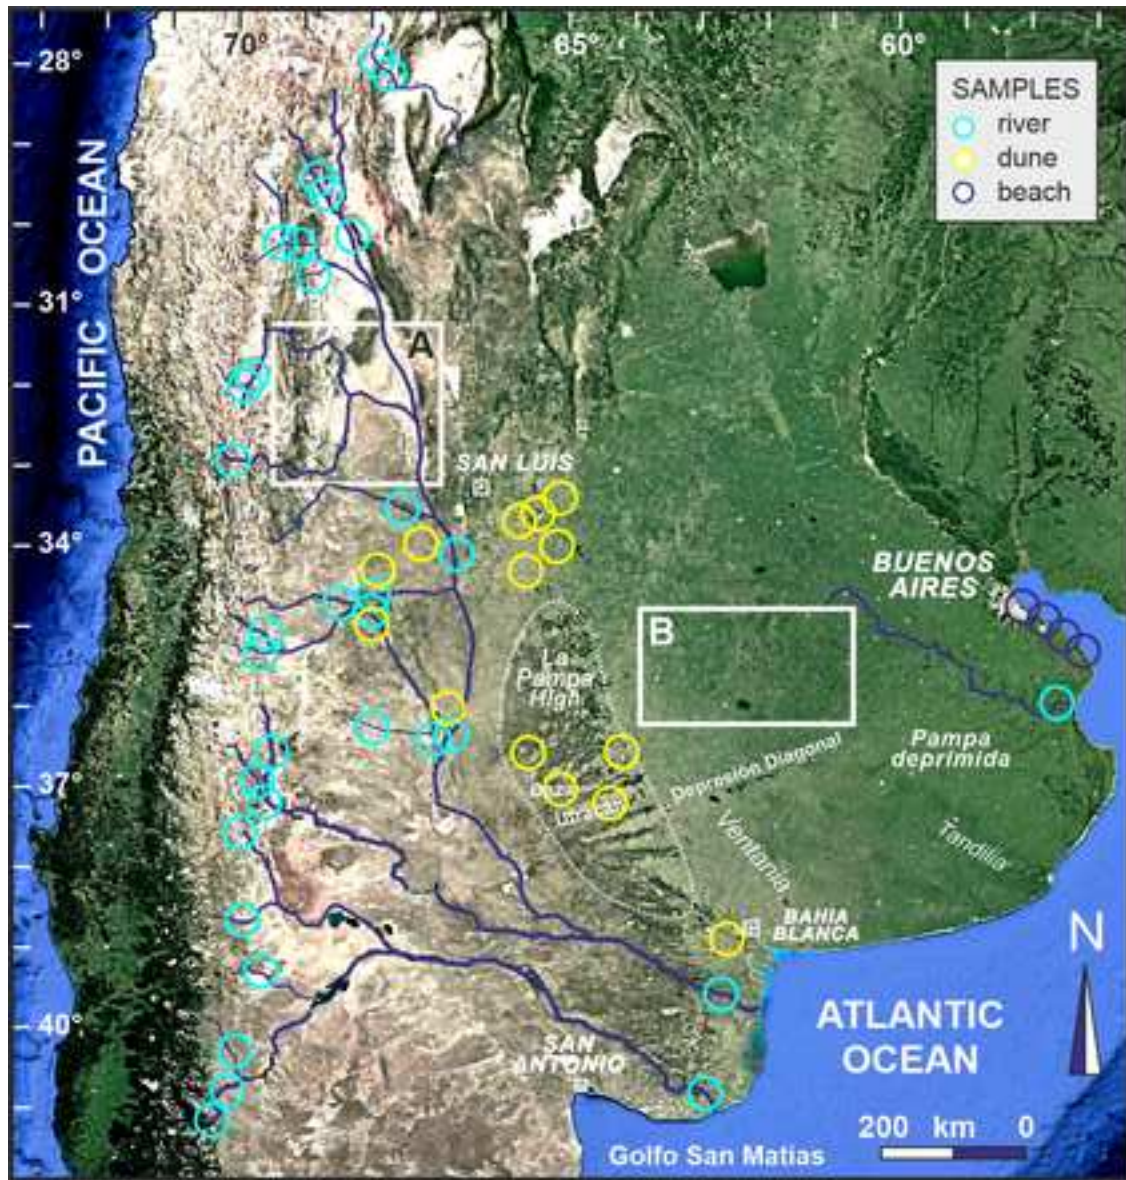 70°
65°
60°
28°
SAMPLES
river
dune
beach
PACIFIC OCEAN
31°
A
SAN LUIS
34°
BUENOS
AIRES
B
La
Pampa
High
Pampa
deprimida
Depresión Diagonal
37°
Ventania
Tandilia
BAHIA
BLANCA
N
40°
SAN
ANTONIO
ATLANTIC
OCEAN
200 km 0
Golfo San Matias